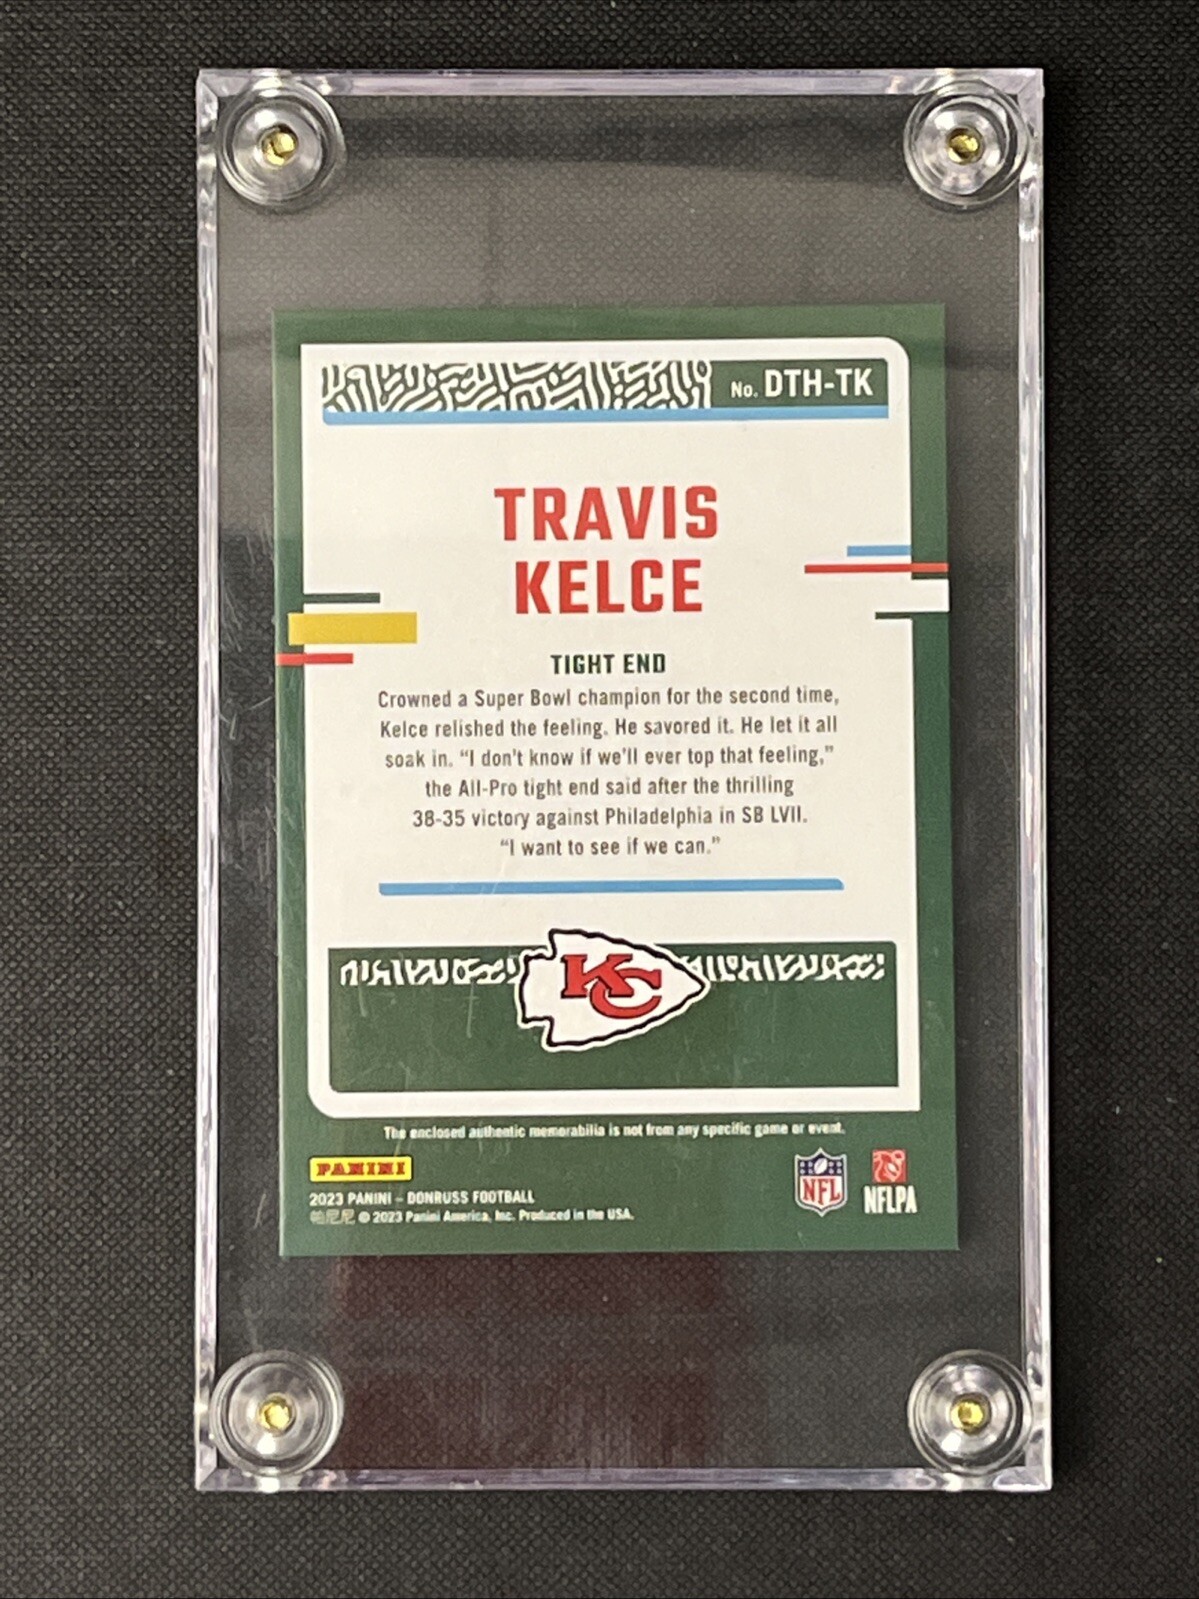 No. DTH-TK
TRAVIS
KELCE
TIGHT END
Crowned a Super Bowl champion for the second time,
Kelce relished the feeling. He savored it. He let it all
soak in. “I don't know if we'll ever top that feeling,”
the All-Pro tight end said after the thrilling
38-35 victory against Philadelphia in SB LVII.
“I want to see if we can.”
KC
The enclosed authentic memorabilia is not from any specific game or event.
PANINI
NFL
NFLPA
2023 PANINI – DONRUSS FOOTBALL
帕尼尼 © 2023 Panini America, Inc. Produced in the USA.